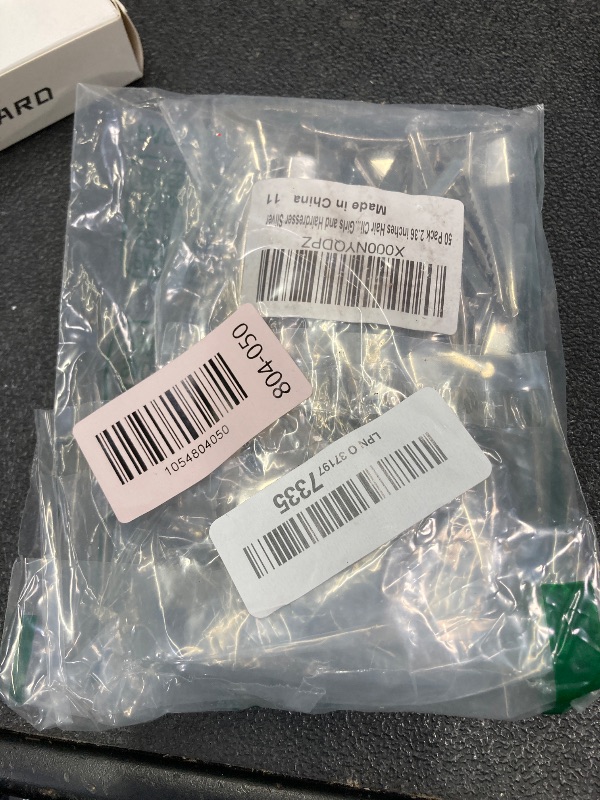 ARD
X000NYQDPZ
50 Pack 2.36 inches Hair Cli...Girls and Hairdresser Silver
Made in China 11
804-050
1054804050
LPN O 37197 7335